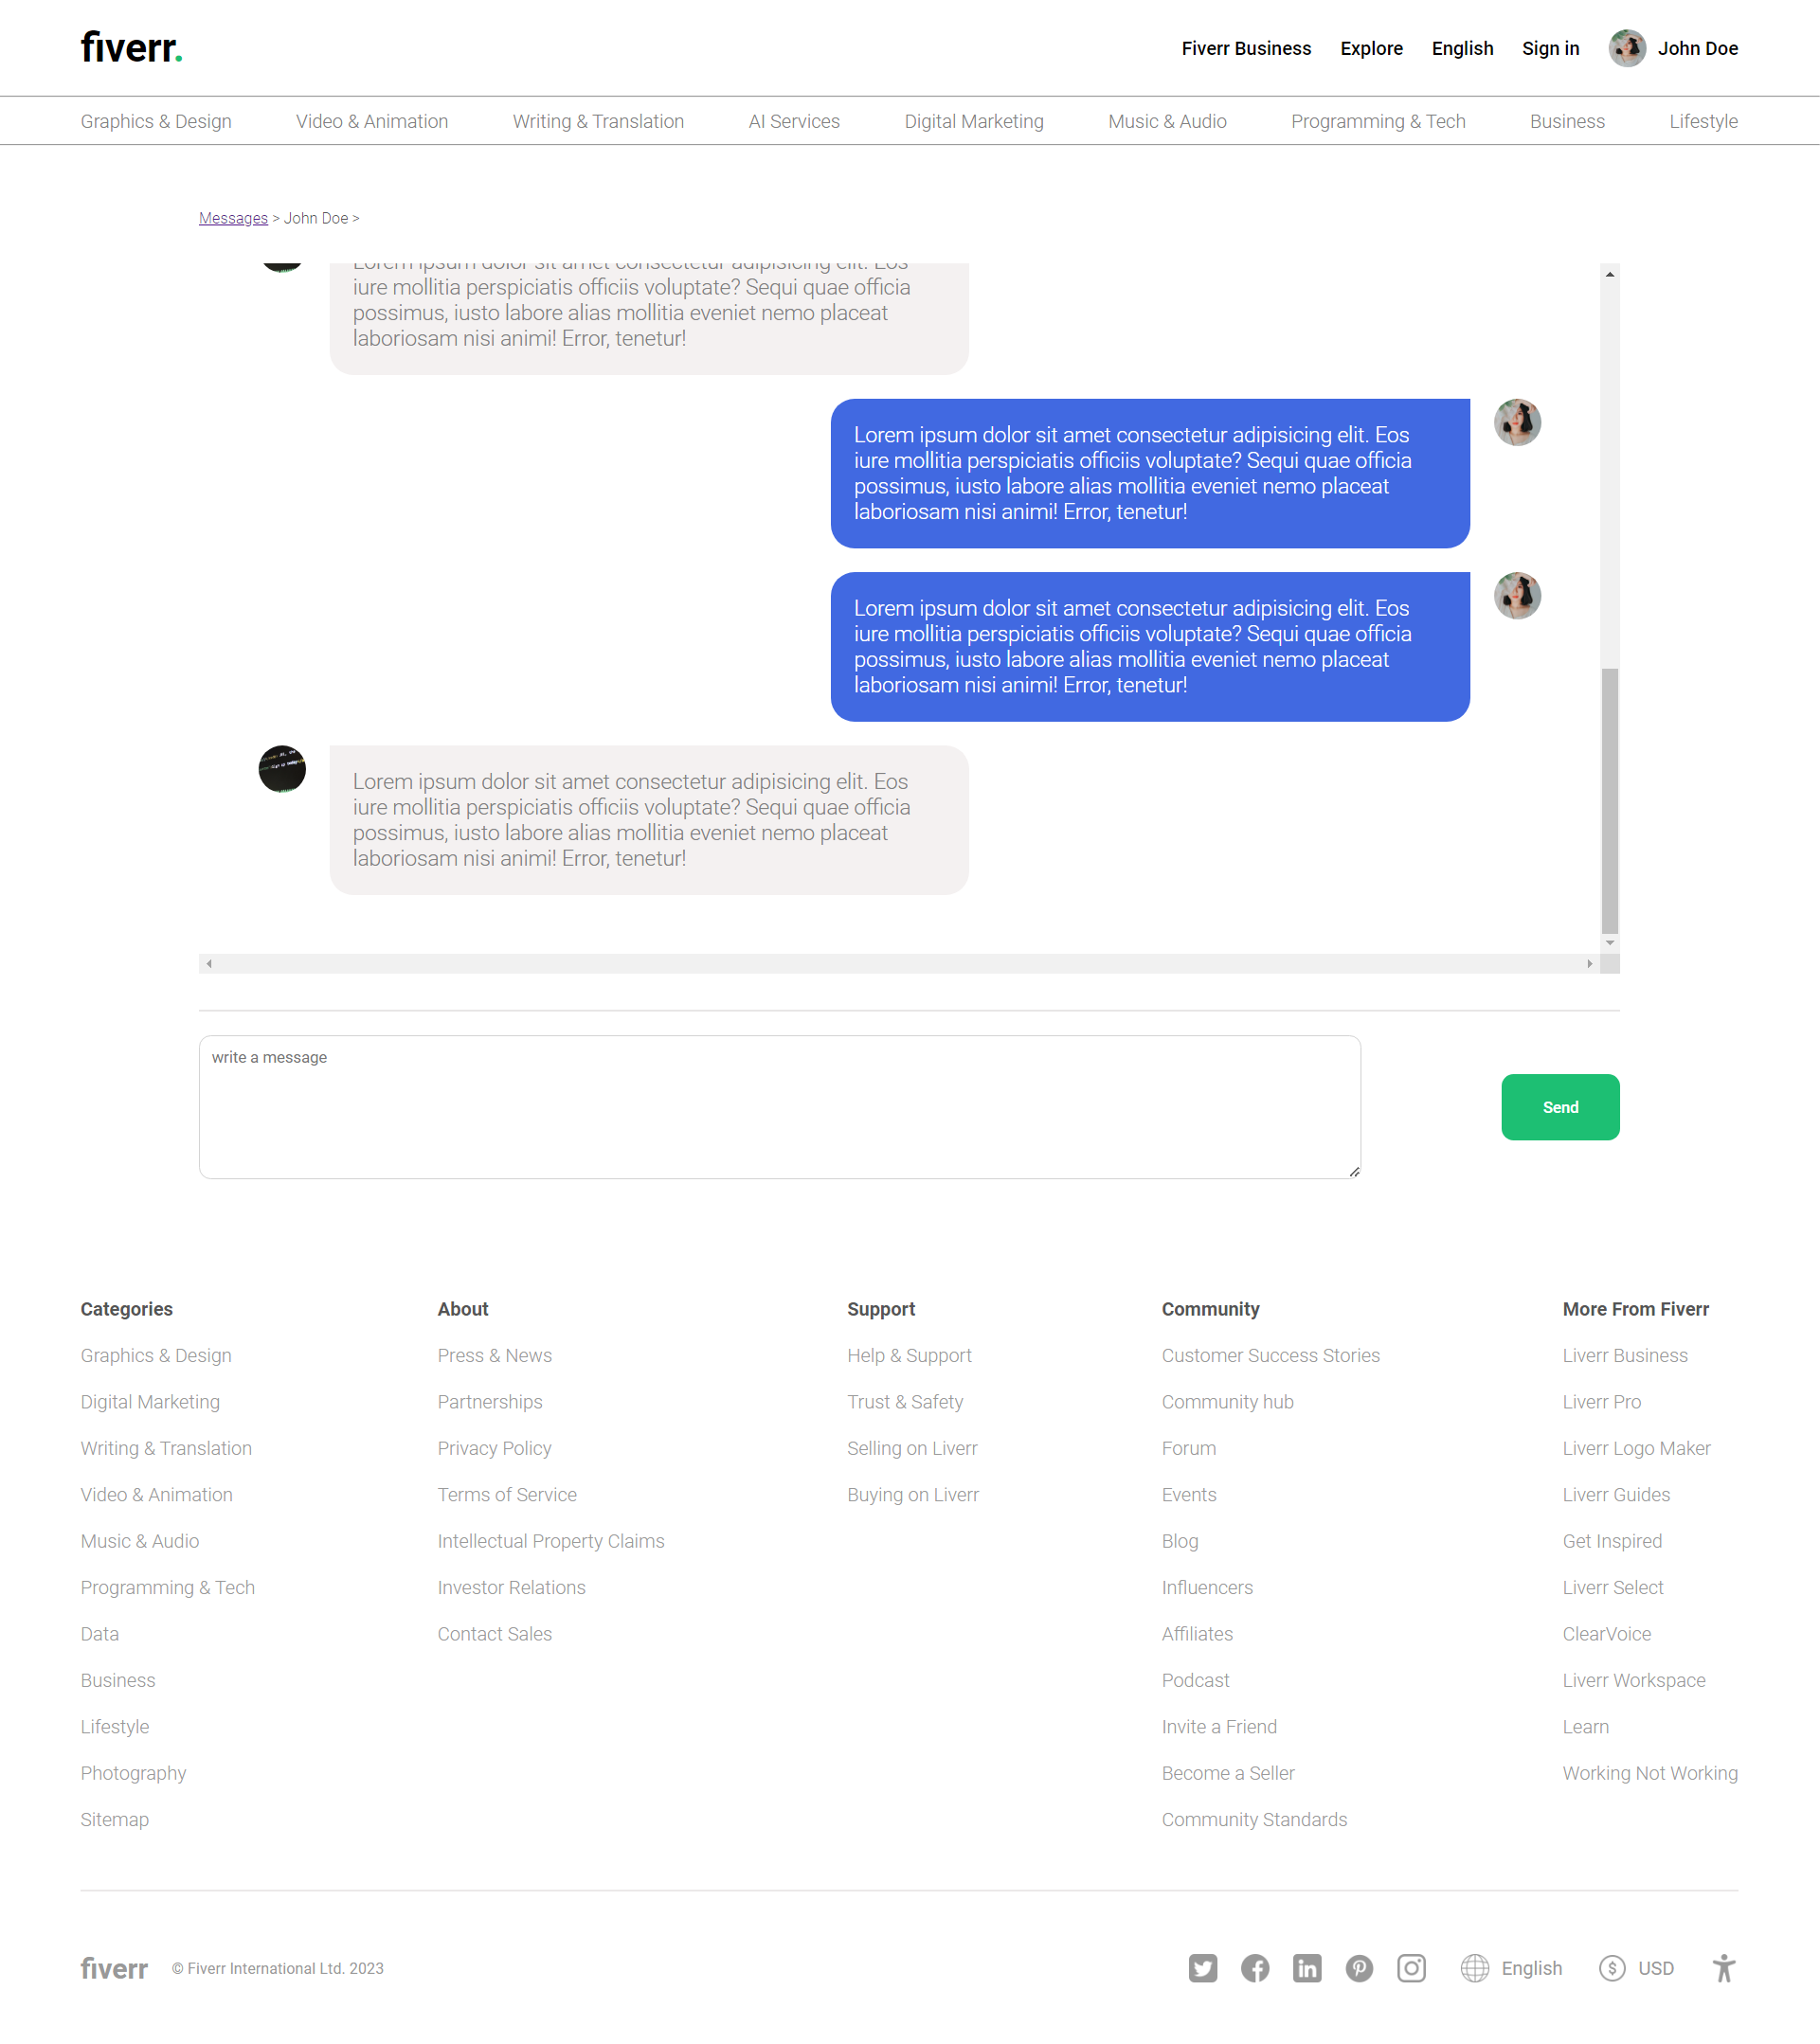 fiverr.
Fiverr Business Explore English Sign in John Doe
Graphics & Design Video & Animation Writing & Translation AI Services Digital Marketing Music & Audio Programming & Tech Business Lifestyle
Messages > John Doe >
Lorem ipsum dolor sit amet consectetur adipisicing elit. Eos
iure mollitia perspiciatis officiis voluptate? Sequi quae officia
possimus, iusto labore alias mollitia eveniet nemo placeat
laboriosam nisi animi! Error, tenetur!
Lorem ipsum dolor sit amet consectetur adipisicing elit. Eos
iure mollitia perspiciatis officiis voluptate? Sequi quae officia
possimus, iusto labore alias mollitia eveniet nemo placeat
laboriosam nisi animi! Error, tenetur!
Lorem ipsum dolor sit amet consectetur adipisicing elit. Eos
iure mollitia perspiciatis officiis voluptate? Sequi quae officia
possimus, iusto labore alias mollitia eveniet nemo placeat
laboriosam nisi animi! Error, tenetur!
Lorem ipsum dolor sit amet consectetur adipisicing elit. Eos
iure mollitia perspiciatis officiis voluptate? Sequi quae officia
possimus, iusto labore alias mollitia eveniet nemo placeat
laboriosam nisi animi! Error, tenetur!
write a message
Send
Categories
Graphics & Design
Digital Marketing
Writing & Translation
Video & Animation
Music & Audio
Programming & Tech
Data
Business
Lifestyle
Photography
Sitemap
About
Press & News
Partnerships
Privacy Policy
Terms of Service
Intellectual Property Claims
Investor Relations
Contact Sales
Support
Help & Support
Trust & Safety
Selling on Liverr
Buying on Liverr
Community
Customer Success Stories
Community hub
Forum
Events
Blog
Influencers
Affiliates
Podcast
Invite a Friend
Become a Seller
Community Standards
More From Fiverr
Liverr Business
Liverr Pro
Liverr Logo Maker
Liverr Guides
Get Inspired
Liverr Select
ClearVoice
Liverr Workspace
Learn
Working Not Working
fiverr © Fiverr International Ltd. 2023 English USD